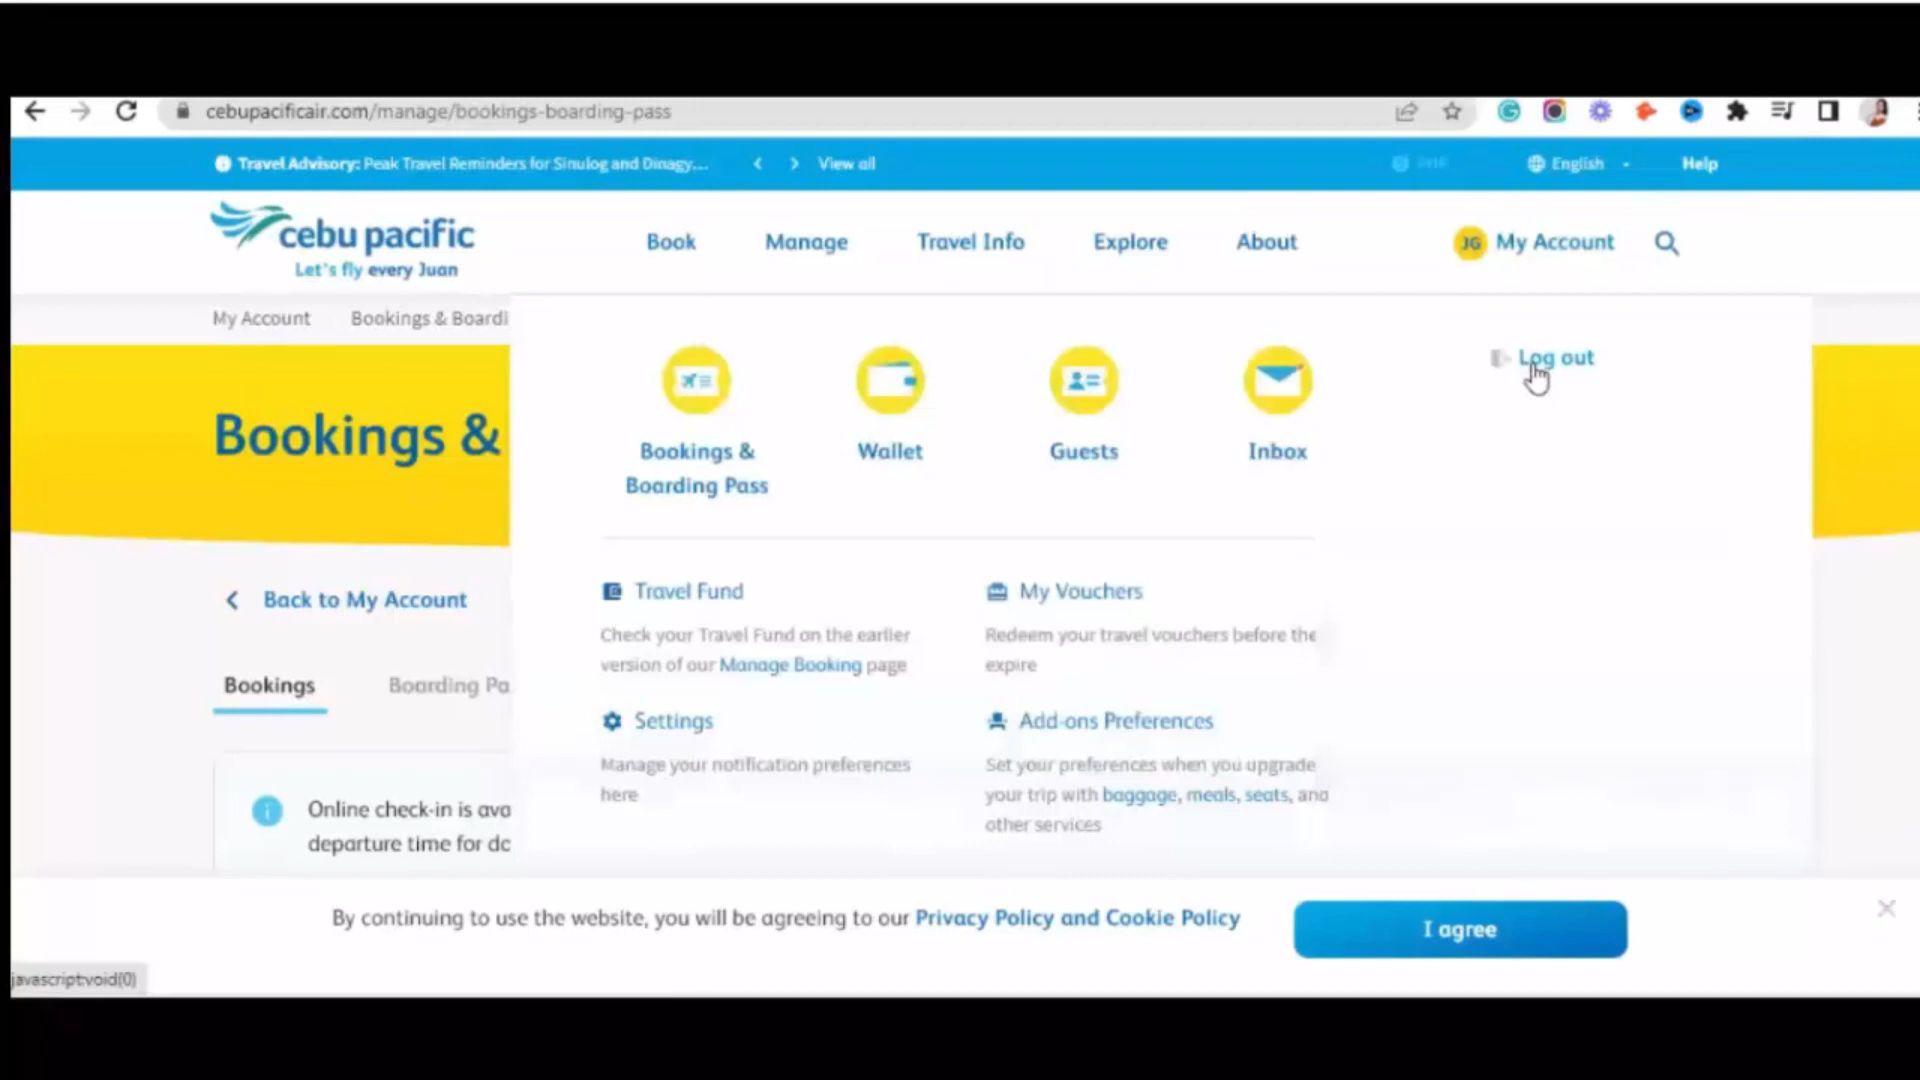 cebupacificair.com/manage/bookings-boarding-pass
Travel Advisory: Peak Travel Reminders for Sinulog and Dinagy... < > View all
English
Help
cebu pacific
Let's fly every Juan
Book Manage Travel Info Explore About
JG My Account
My Account Bookings & Boardi
Log out
Bookings &
Bookings &
Boarding Pass
Wallet
Guests
Inbox
Back to My Account
Bookings Boarding Pa
Travel Fund
Check your Travel Fund on the earlier
version of our Manage Booking page
My Vouchers
Redeem your travel vouchers before the
expire
Settings
Manage your notification preferences
here
Add-ons Preferences
Set your preferences when you upgrade
your trip with baggage, meals, seats, and
other services
Online check-in is ava
departure time for do
By continuing to use the website, you will be agreeing to our Privacy Policy and Cookie Policy
I agree
javascript:void(0)